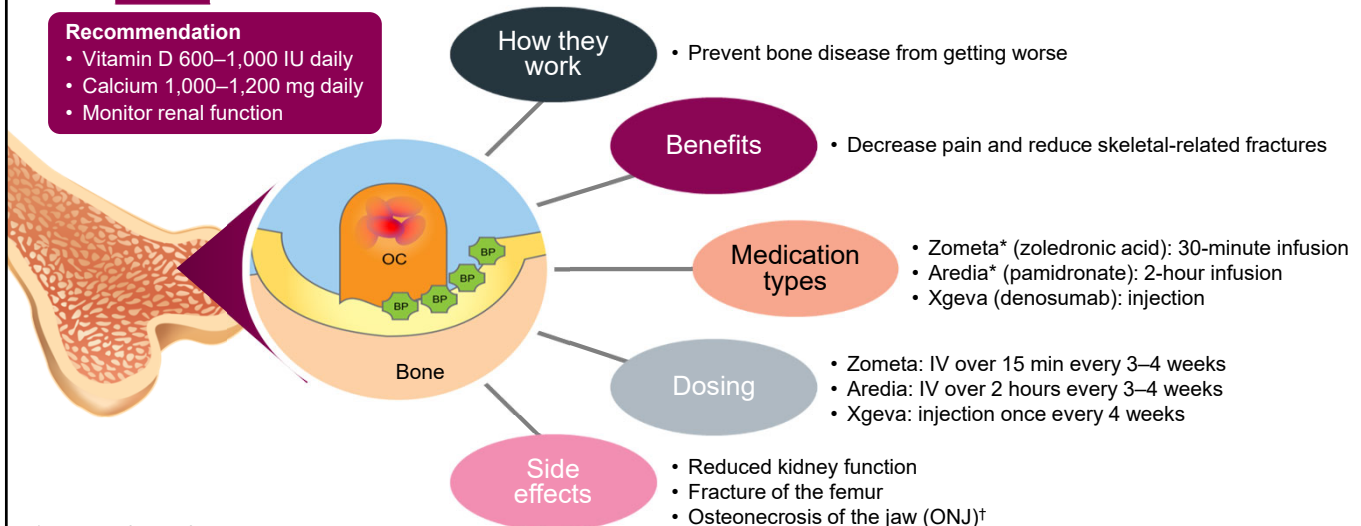 Recommendation
• Vitamin D 600–1,000 IU daily
• Calcium 1,000–1,200 mg daily
• Monitor renal function
How they
work
• Prevent bone disease from getting worse
Benefits
• Decrease pain and reduce skeletal-related fractures
Medication
types
• Zometa* (zoledronic acid): 30-minute infusion
• Aredia* (pamidronate): 2-hour infusion
• Xgeva (denosumab): injection
Dosing
• Zometa: IV over 15 min every 3–4 weeks
• Aredia: IV over 2 hours every 3–4 weeks
• Xgeva: injection once every 4 weeks
Side
effects
• Reduced kidney function
• Fracture of the femur
• Osteonecrosis of the jaw (ONJ)†
OC
BP
BP
BP
BP
Bone